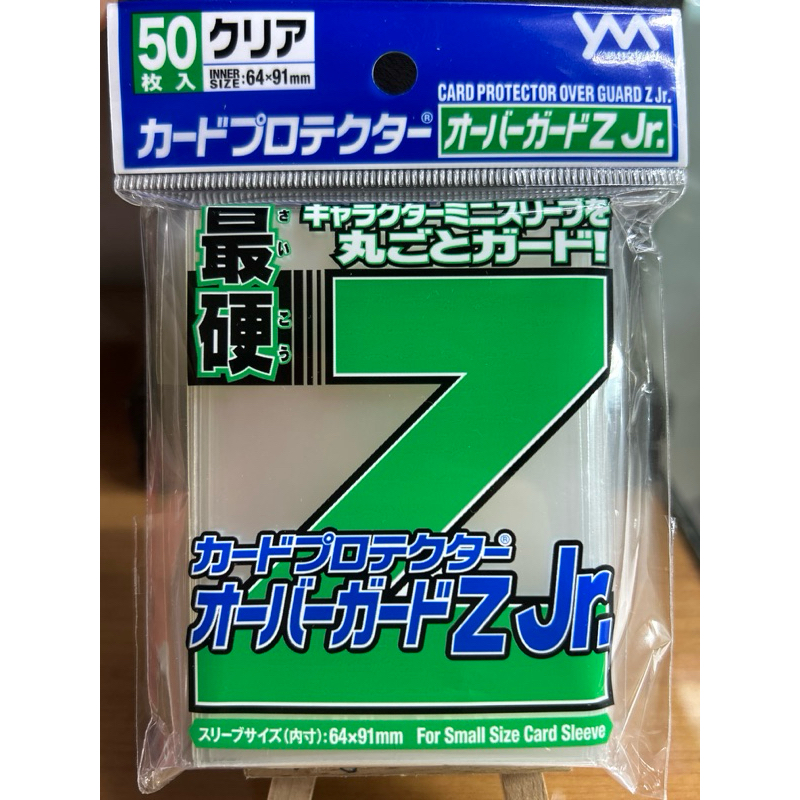 50
枚入
クリア
INNER SIZE:64×91mm
YM
CARD PROTECTOR OVER GUARD Z Jr.
カードプロテクター®
オーバーガードZ Jr.
最硬
さいこう
キャラクターミニスリーブを
丸ごとガード!
Z
カードプロテクター®
オーバーガードZ Jr.
スリーブサイズ(内寸):64×91mm For Small Size Card Sleeve